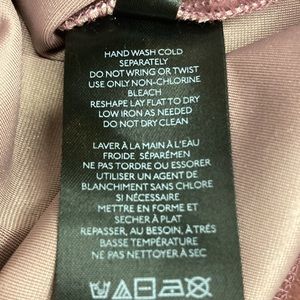 HAND WASH COLD
SEPARATELY
DO NOT WRING OR TWIST
USE ONLY NON-CHLORINE
BLEACH
RESHAPE LAY FLAT TO DRY
LOW IRON AS NEEDED
DO NOT DRY CLEAN
LAVER À LA MAIN À L'EAU
FROIDE SÉPARÉMEN
NE PAS TORDRE OU ESSORER
UTILISER UN AGENT DE
BLANCHIMENT SANS CHLORE
SI NÉCESSAIRE
METTRE EN FORME ET
SECHER À PLAT
REPASSER, AU BESOIN, À TRÈS
BASSE TEMPÉRATURE
NE PAS NETTOYER À SEC